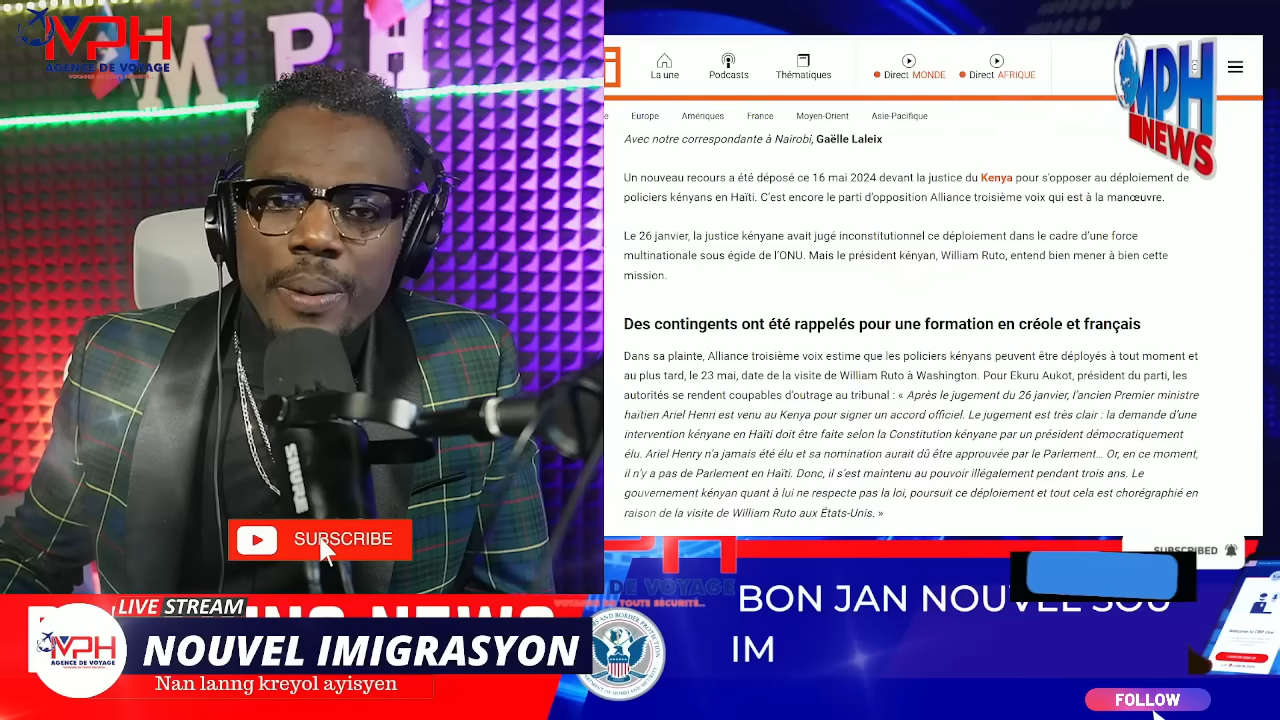 MPH
AGENCE DE VOYAGE
M P H
SHURE
SUBSCRIBE
LIVE STREAM
NOUVEL IMIGRASYON
Nan lanng kreyol ayisyen
MPH
AGENCE DE VOYAGE
La une
Podcasts
Thématiques
Direct MONDE
Direct AFRIQUE
MPH
NEWS
Europe
Amériques
France
Moyen-Orient
Asie-Pacifique
Avec notre correspondante à Nairobi, Gaëlle Laleix
Un nouveau recours a été déposé ce 16 mai 2024 devant la justice du Kenya pour s'opposer au déploiement de
policiers kényans en Haïti. C'est encore le parti d'opposition Alliance troisième voix qui est à la manœuvre.
Le 26 janvier, la justice kényane avait jugé inconstitutionnel ce déploiement dans le cadre d'une force
multinationale sous égide de l'ONU. Mais le président kényan, William Ruto, entend bien mener à bien cette
mission.
Des contingents ont été rappelés pour une formation en créole et français
Dans sa plainte, Alliance troisième voix estime que les policiers kényans peuvent être déployés à tout moment et
au plus tard, le 23 mai, date de la visite de William Ruto à Washington. Pour Ekuru Aukot, président du parti, les
autorités se rendent coupables d'outrage au tribunal : « Après le jugement du 26 janvier, l'ancien Premier ministre
haïtien Ariel Henri est venu au Kenya pour signer un accord officiel. Le jugement est très clair : la demande d'une
intervention kényane en Haïti doit être faite selon la Constitution kényane par un président démocratiquement
élu. Ariel Henry n'a jamais été élu et sa nomination aurait dû être approuvée par le Parlement... Or, en ce moment,
il n'y a pas de Parlement en Haïti. Donc, il s'est maintenu au pouvoir illégalement pendant trois ans. Le
gouvernement kényan quant à lui ne respecte pas la loi, poursuit ce déploiement et tout cela est chorégraphié en
raison de la visite de William Ruto aux États-Unis. »
SUBSCRIBED
DE VOYAGE
BON JAN NOUVEL SOU
IM
FOLLOW